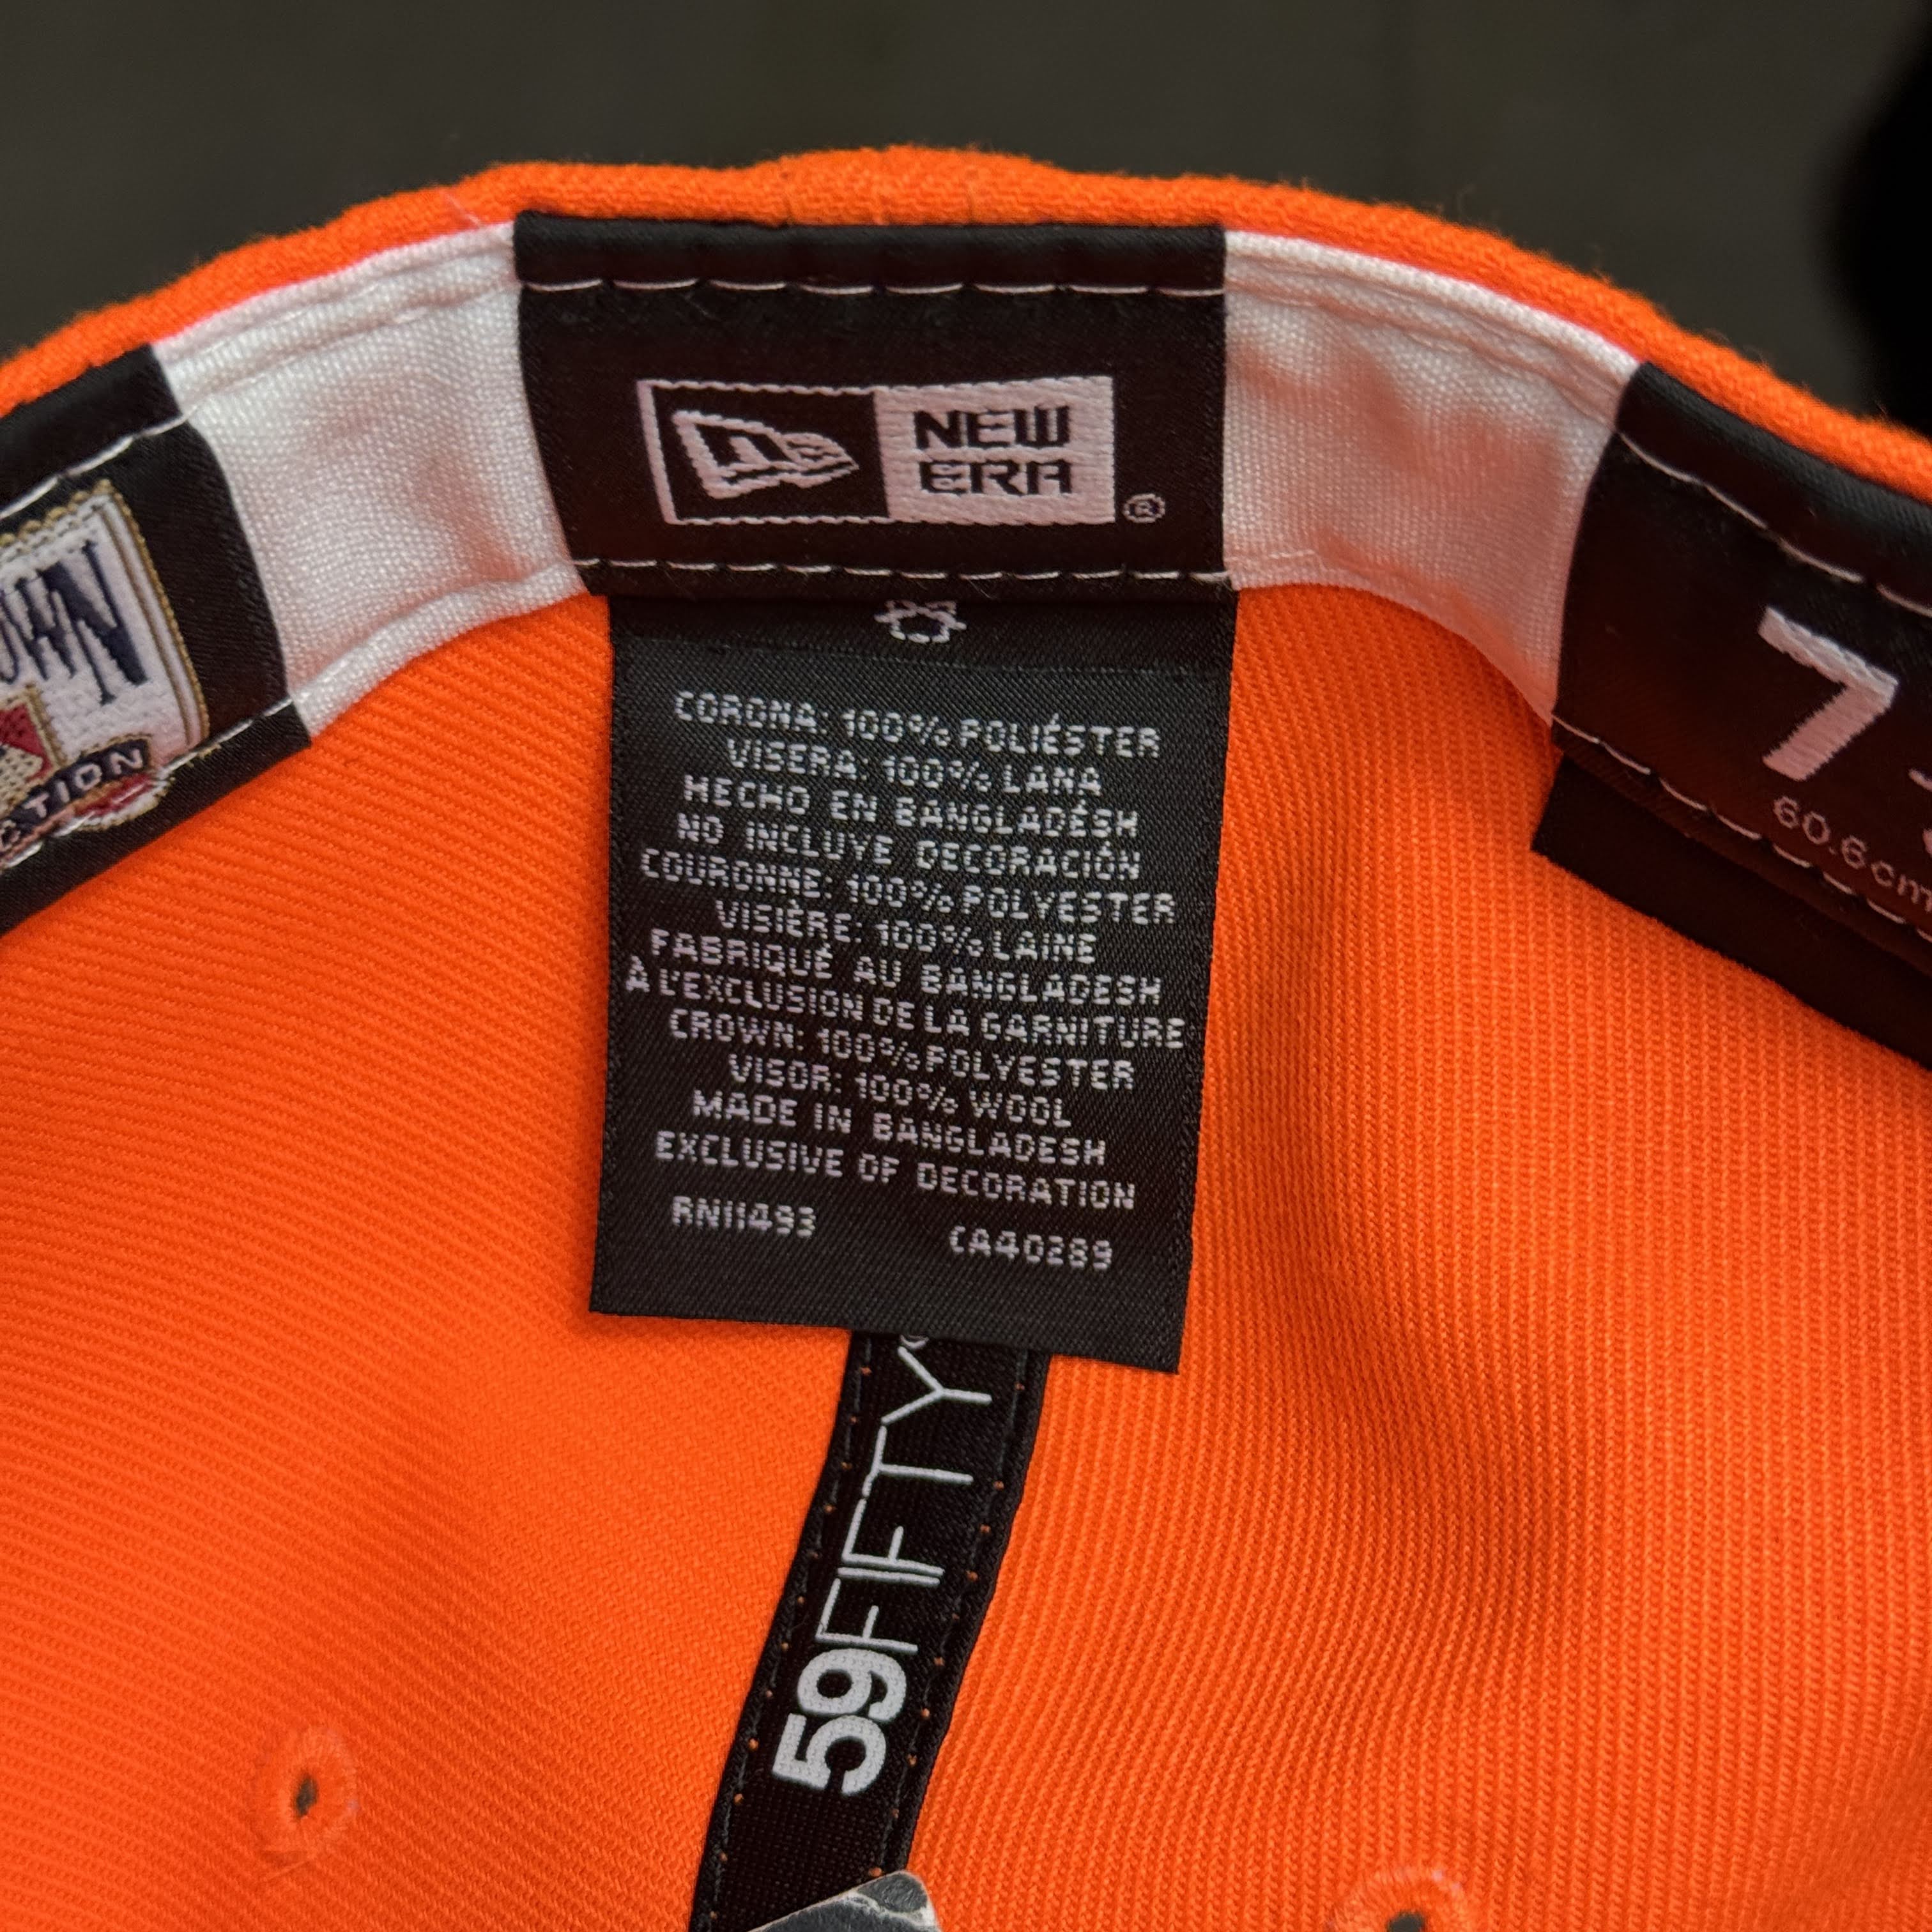 NEW
ERA
®
CORONA: 100% POLIÉSTER
VISERA: 100% LANA
HECHO EN BANGLADÉSH
NO INCLUYE DECORACIÓN
COURONNE: 100% POLYESTER
VISIÈRE: 100% LAINE
FABRIQUÉ AU BANGLADESH
À L'EXCLUSION DE LA GARNITURE
CROWN: 100% POLYESTER
VISOR: 100% WOOL
MADE IN BANGLADESH
EXCLUSIVE OF DECORATION
RN11493
CA40289
59FIFTY
7
60.6cm